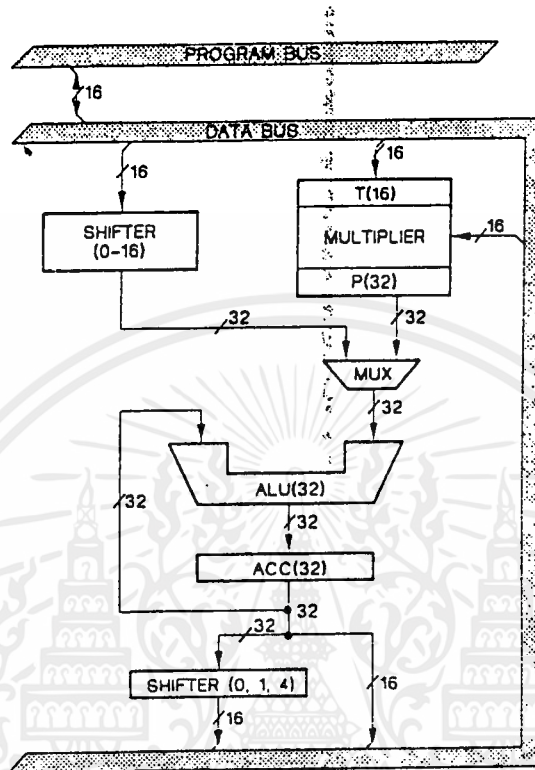 PROGRAM BUS
16
DATA BUS
16
16
SHIFTER
(0-16)
T(16)
MULTIPLIER
P(32)
16
32
32
MUX
32
ALU(32)
32
32
ACC(32)
32
32
SHIFTER (0, 1, 4)
16
16